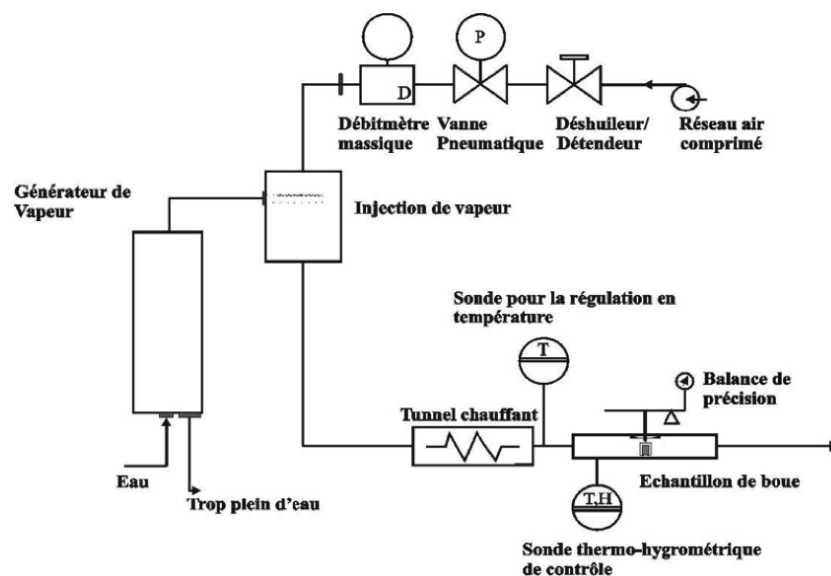 P
D
Débitmètre
massique
Vanne
Pneumatique
Déshuileur/
Détendeur
Réseau air
comprimé
Générateur de
Vapeur
Injection de vapeur
Sonde pour la régulation en
température
T
Balance de
précision
Tunnel chauffant
Eau
Trop plein d'eau
T,H
Echantillon de boue
Sonde thermo-hygrométrique
de contrôle